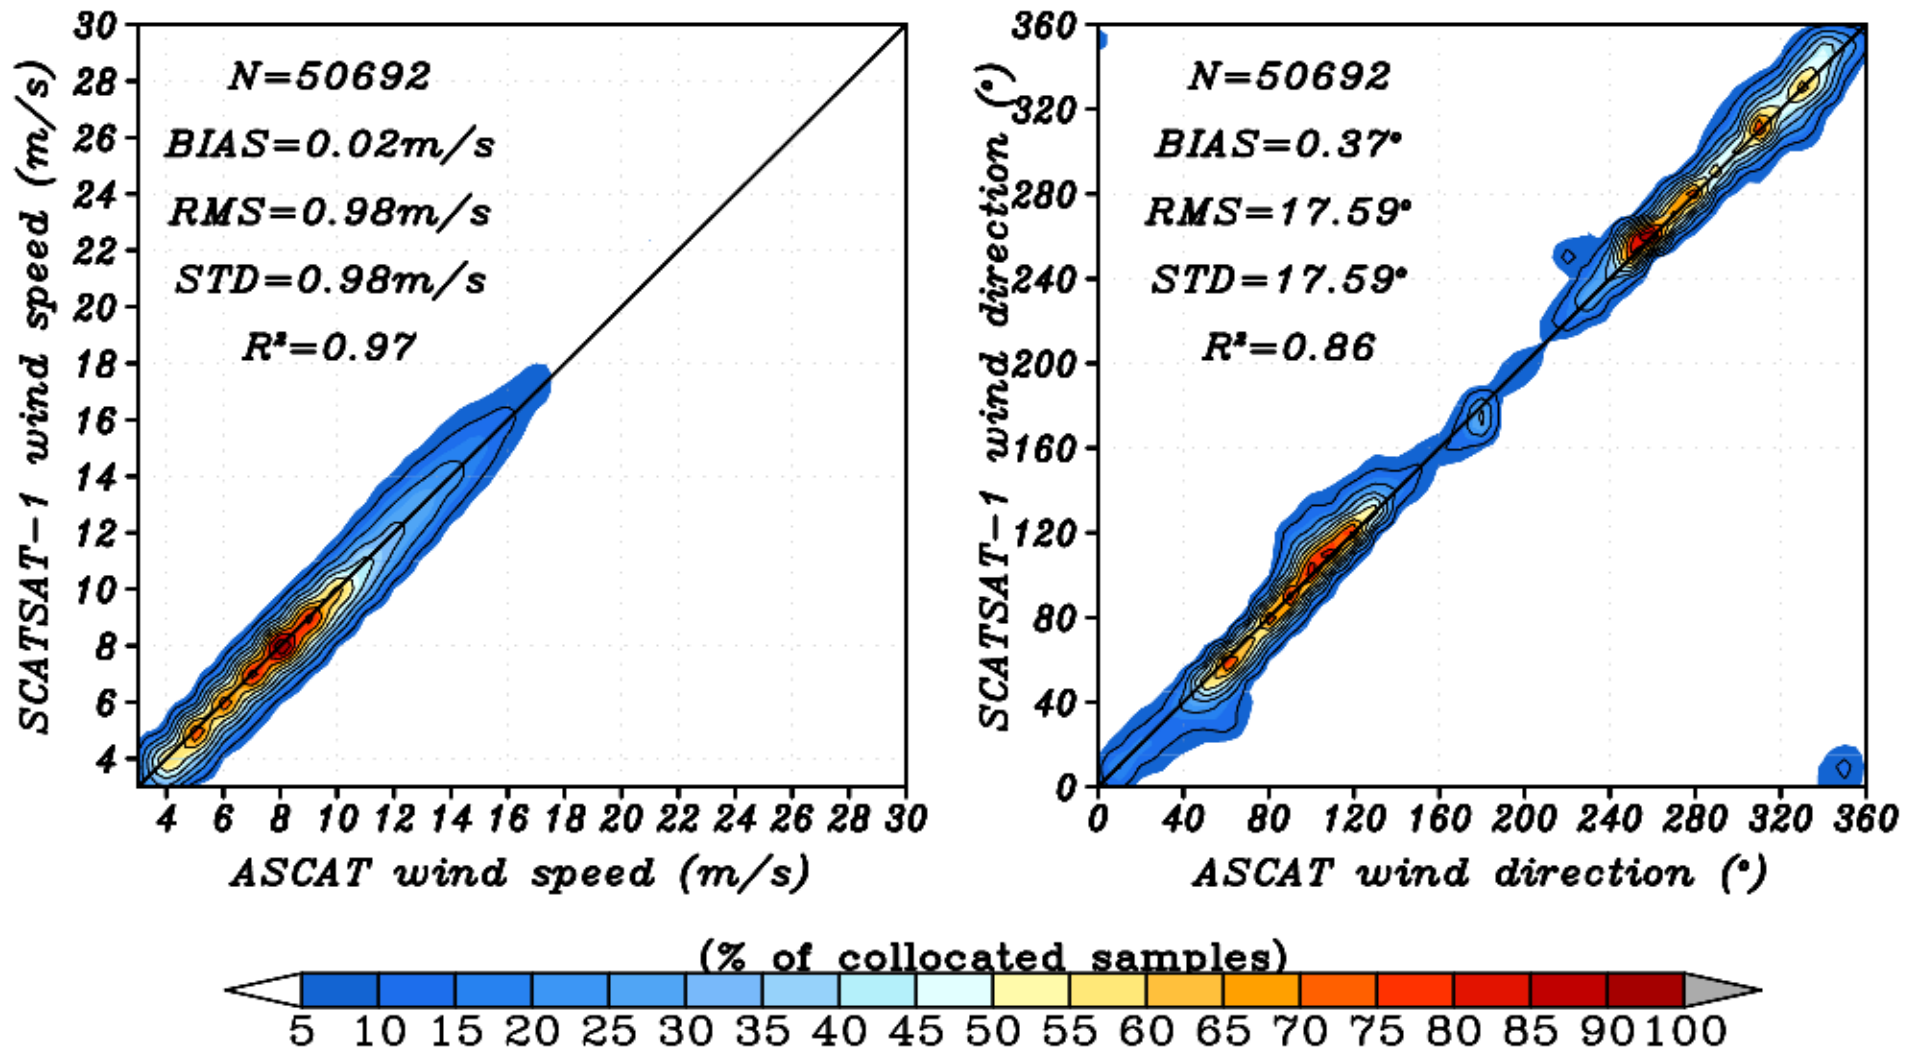 30
28
26
24
22
20
18
16
14
12
10
8
6
4
SCATSAT-1 wind speed (m/s)
N=50692
BIAS=0.02m/s
RMS=0.98m/s
STD=0.98m/s
R²=0.97
4 6 8 10 12 14 16 18 20 22 24 26 28 30
ASCAT wind speed (m/s)
360
320
280
240
200
160
120
80
40
0
SCATSAT-1 wind direction (°)
N=50692
BIAS=0.37°
RMS=17.59°
STD=17.59°
R²=0.86
0 40 80 120 160 200 240 280 320 360
ASCAT wind direction (°)
(% of collocated samples)
5 10 15 20 25 30 35 40 45 50 55 60 65 70 75 80 85 90 100